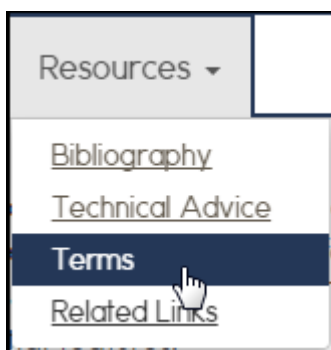 Resources
Bibliography
Technical Advice
Terms
Related Links